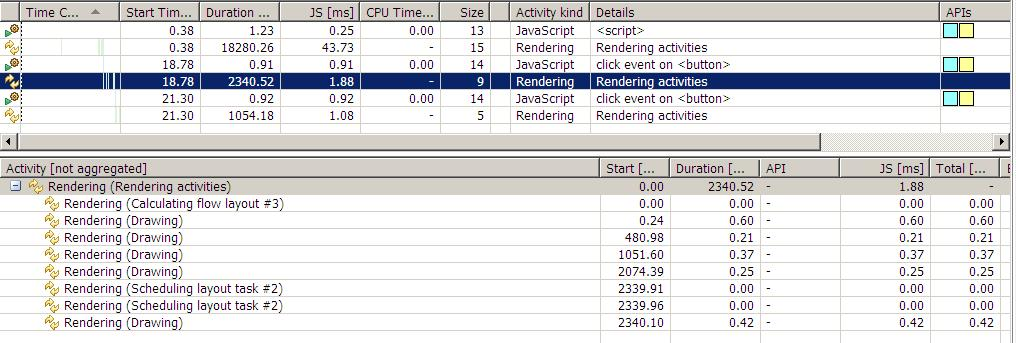 Time C... Start Tim... Duration ... JS [ms] CPU Time... Size Activity kind Details APIs
0.38 1.23 0.25 0.00 13 JavaScript <script>
0.38 18280.26 43.73 - 15 Rendering Rendering activities
18.78 0.91 0.91 0.00 14 JavaScript click event on <button>
18.78 2340.52 1.88 - 9 Rendering Rendering activities
21.30 0.92 0.92 0.00 14 JavaScript click event on <button>
21.30 1054.18 1.08 - 5 Rendering Rendering activities
Activity [not aggregated] Start [... Duration [... API JS [ms] Total [...
Rendering (Rendering activities) 0.00 2340.52 - 1.88 -
Rendering (Calculating flow layout #3) 0.00 0.00 - 0.00 0.00
Rendering (Drawing) 0.24 0.60 - 0.60 0.60
Rendering (Drawing) 480.98 0.21 - 0.21 0.21
Rendering (Drawing) 1051.60 0.37 - 0.37 0.37
Rendering (Drawing) 2074.39 0.25 - 0.25 0.25
Rendering (Scheduling layout task #2) 2339.91 0.00 - 0.00 0.00
Rendering (Scheduling layout task #2) 2339.96 0.00 - 0.00 0.00
Rendering (Drawing) 2340.10 0.42 - 0.42 0.42